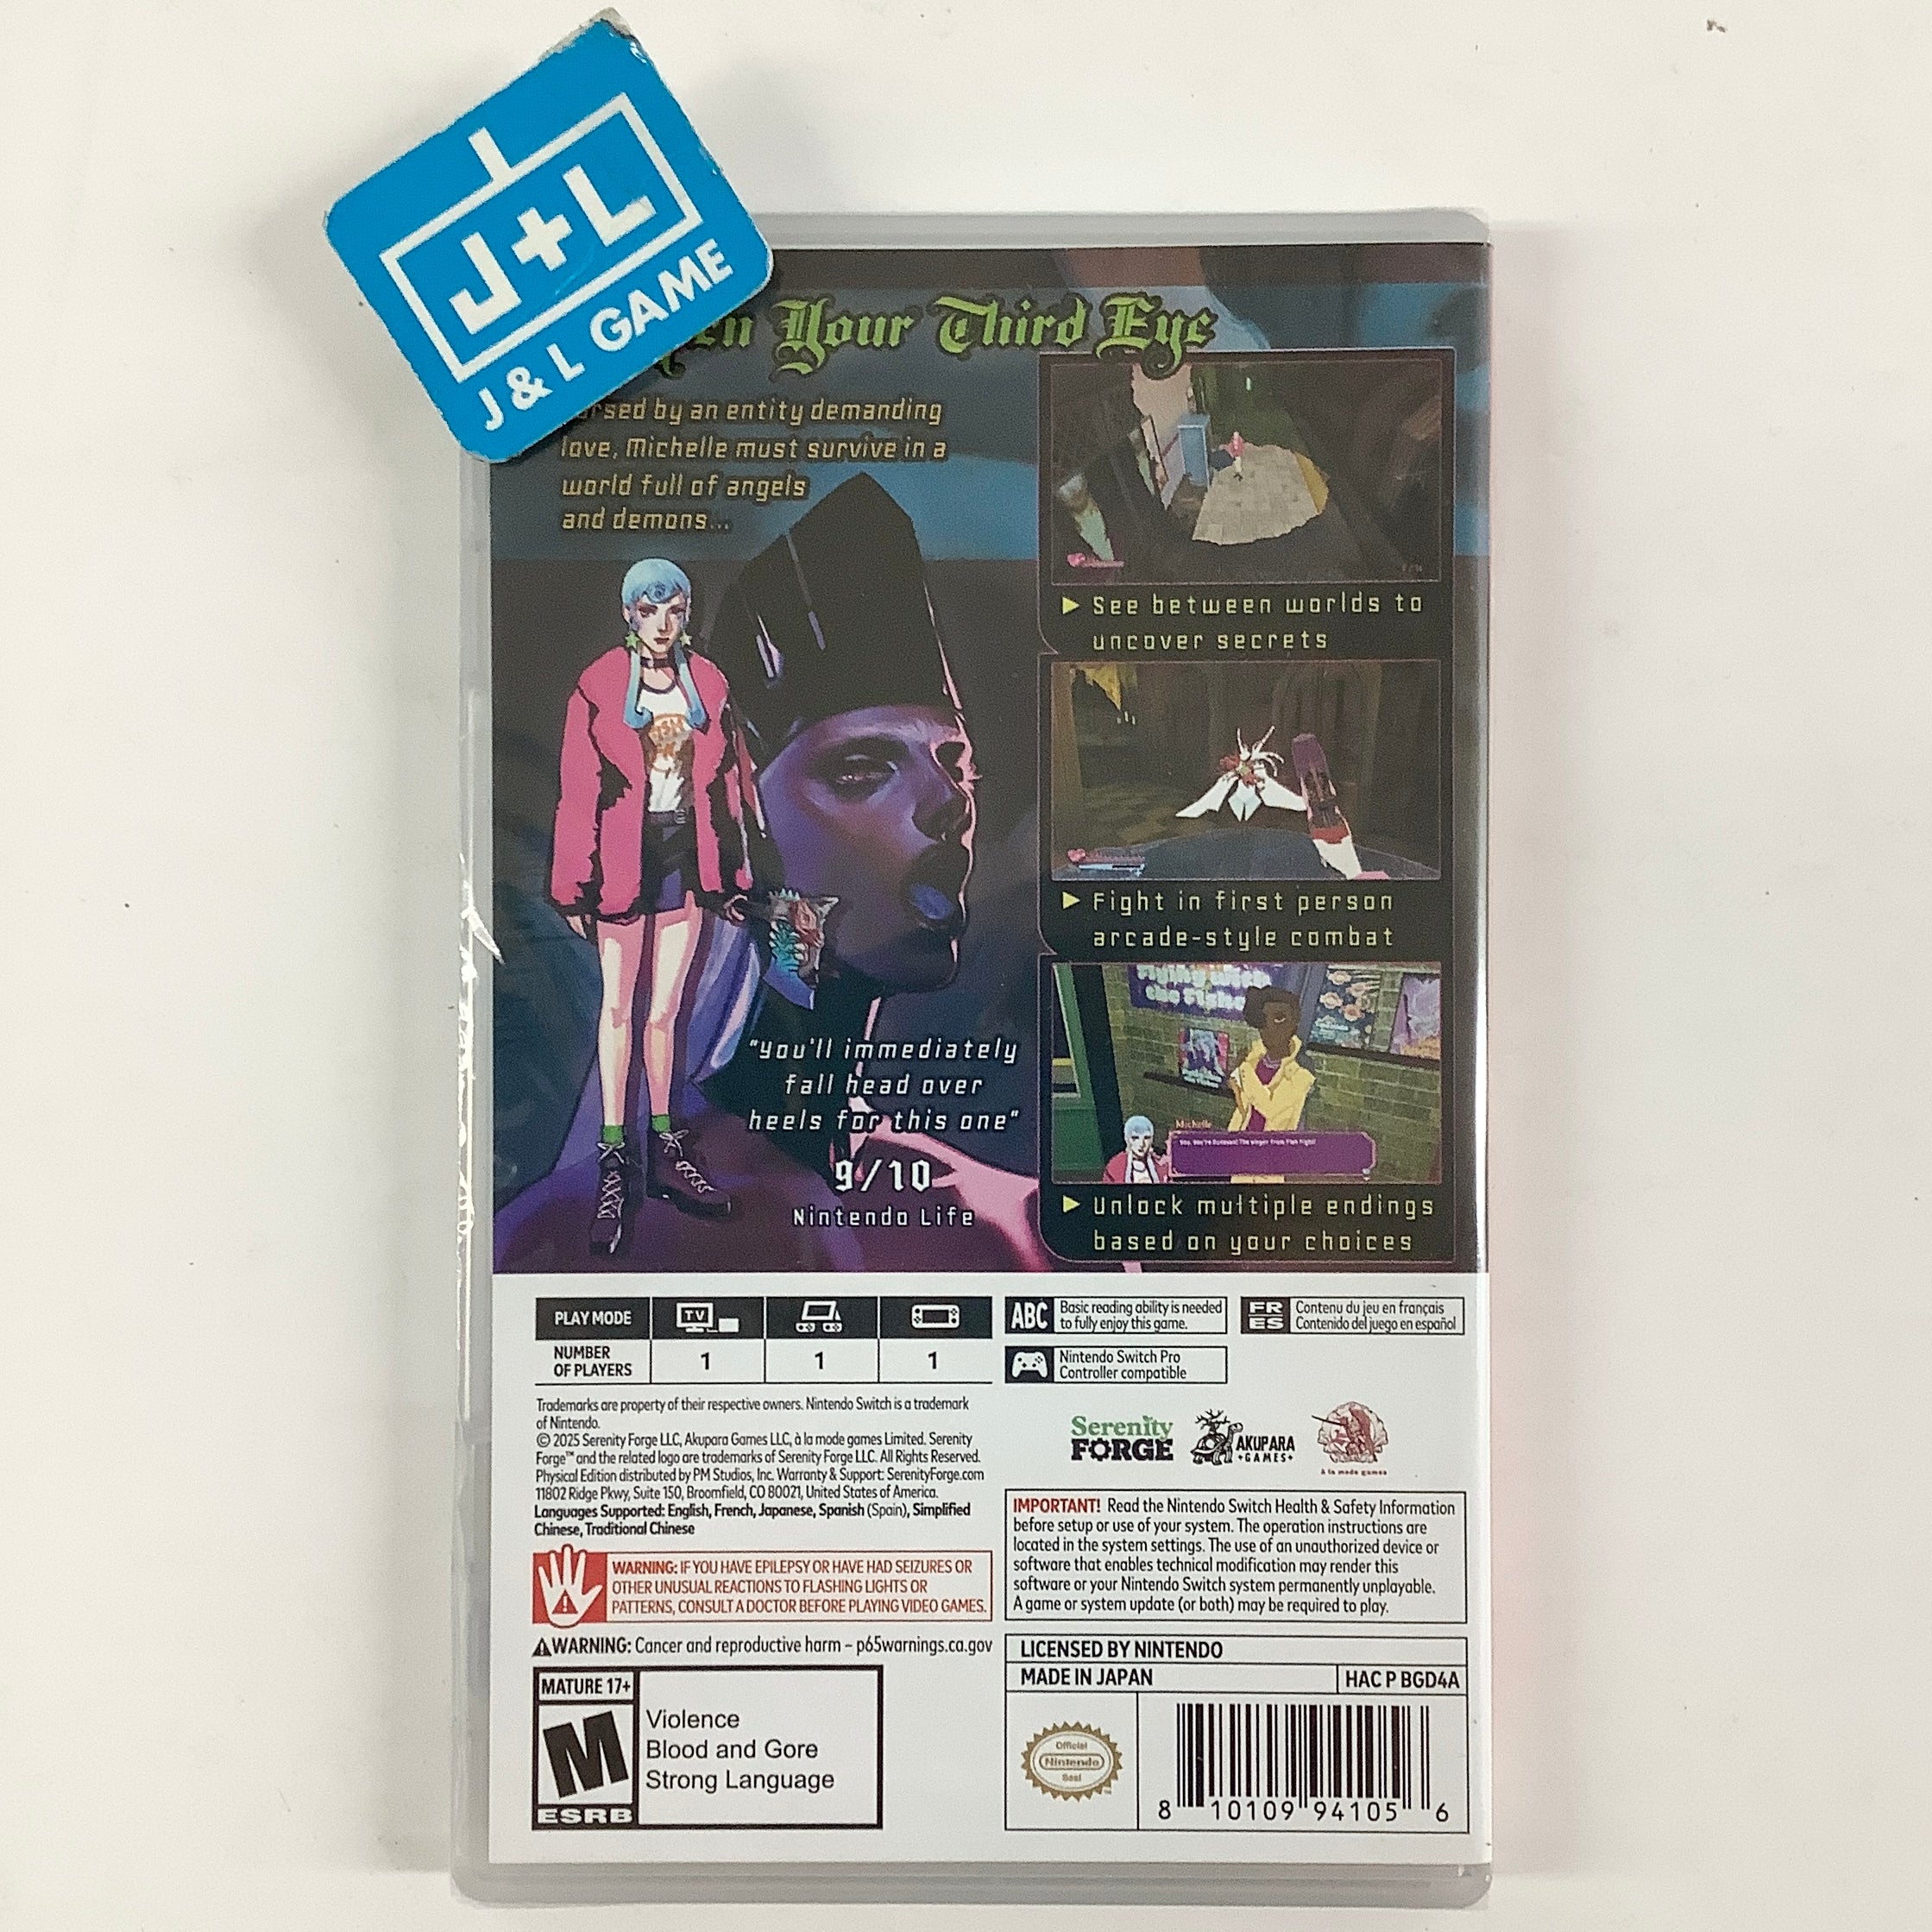 J+L
J & L GAME
en Your Third Eye
ursed by an entity demanding
love, Michelle must survive in a
world full of angels
and demons...
► See between worlds to
uncover secrets
► Fight in first person
arcade-style combat
Flying with
the Fishe
Michelle
► Unlock multiple endings
based on your choices
"You'll immediately
fall head over
heels for this one"
9/10
Nintendo Life
PLAY MODE
TV
NUMBER
OF PLAYERS
1 1 1
ABC
Basic reading ability is needed
to fully enjoy this game.
FR
ES
Contenu du jeu en français
Contenido del juego en español
Nintendo Switch Pro
Controller compatible
Trademarks are property of their respective owners. Nintendo Switch is a trademark
of Nintendo.
© 2025 Serenity Forge LLC, Akupara Games LLC, à la mode games Limited. Serenity
Forge™ and the related logo are trademarks of Serenity Forge LLC. All Rights Reserved.
Physical Edition distributed by PM Studios, Inc. Warranty & Support: SerenityForge.com
11802 Ridge Pkwy, Suite 150, Broomfield, CO 80021, United States of America.
Languages Supported: English, French, Japanese, Spanish (Spain), Simplified
Chinese, Traditional Chinese
Serenity
FORGE
AKUPARA
•GAMES•
à la mode games
WARNING: IF YOU HAVE EPILEPSY OR HAVE HAD SEIZURES OR
OTHER UNUSUAL REACTIONS TO FLASHING LIGHTS OR
PATTERNS, CONSULT A DOCTOR BEFORE PLAYING VIDEO GAMES.
⚠WARNING: Cancer and reproductive harm – p65warnings.ca.gov
IMPORTANT! Read the Nintendo Switch Health & Safety Information
before setup or use of your system. The operation instructions are
located in the system settings. The use of an unauthorized device or
software that enables technical modification may render this
software or your Nintendo Switch system permanently unplayable.
A game or system update (or both) may be required to play.
MATURE 17+
M
ESRB
Violence
Blood and Gore
Strong Language
LICENSED BY NINTENDO
MADE IN JAPAN
HAC P BGD4A
Official
Nintendo
Seal
8 10109 94105 6